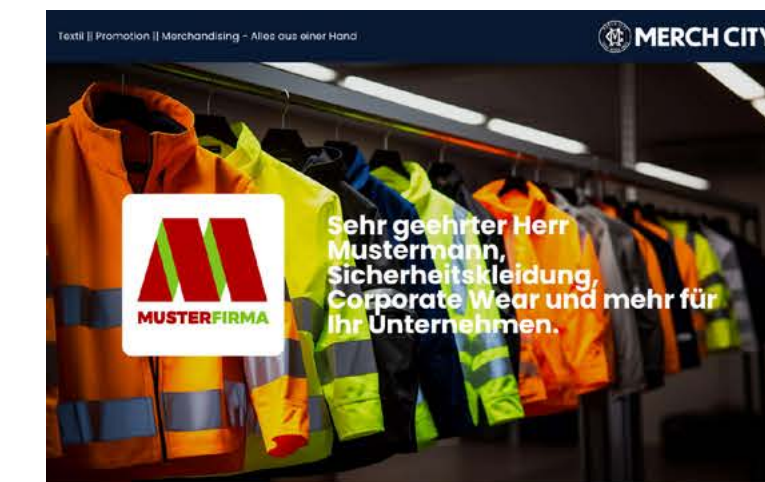 Textil || Promotion || Merchandising - Alles aus einer Hand
MERCH CITY
Sehr geehrter Herr
Mustermann,
Sicherheitskleidung,
Corporate Wear und mehr für
Ihr Unternehmen.
MUSTERFIRMA